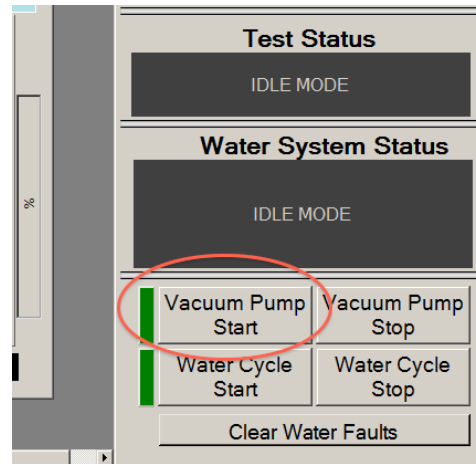 Test Status
IDLE MODE
Water System Status
IDLE MODE
%
Vacuum Pump Start
Vacuum Pump Stop
Water Cycle Start
Water Cycle Stop
Clear Water Faults